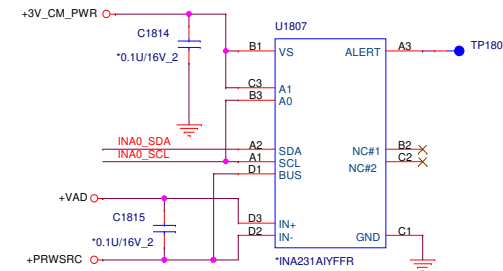 +3V_CM_PWR
C1814
*0.1U/16V_2
U1807
B1 VS ALERT A3 TP180
C3 A1
B3 A0
INA0_SDA A2 SDA NC#1 B2
INA0_SCL A1 SCL NC#2 C2
D1 BUS
+VAD
C1815
*0.1U/16V_2
D3 IN+
D2 IN- GND C1
+PRWSRC
*INA231AIYFFR